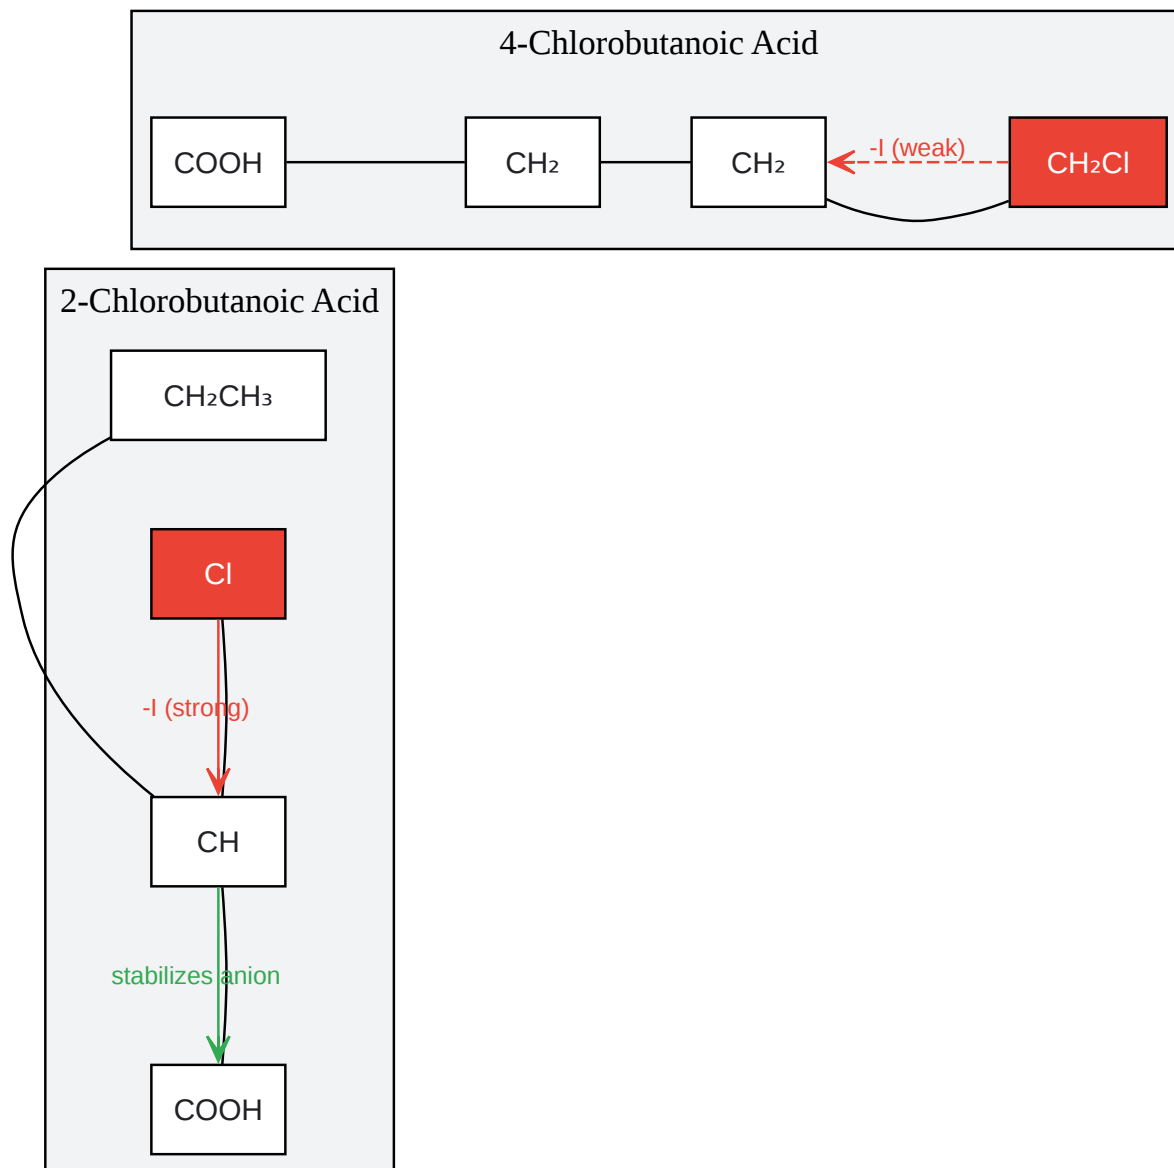 4-Chlorobutanoic Acid
COOH
CH₂
CH₂
-I (weak)
CH₂Cl
2-Chlorobutanoic Acid
CH₂CH₃
Cl
-I (strong)
CH
stabilizes anion
COOH